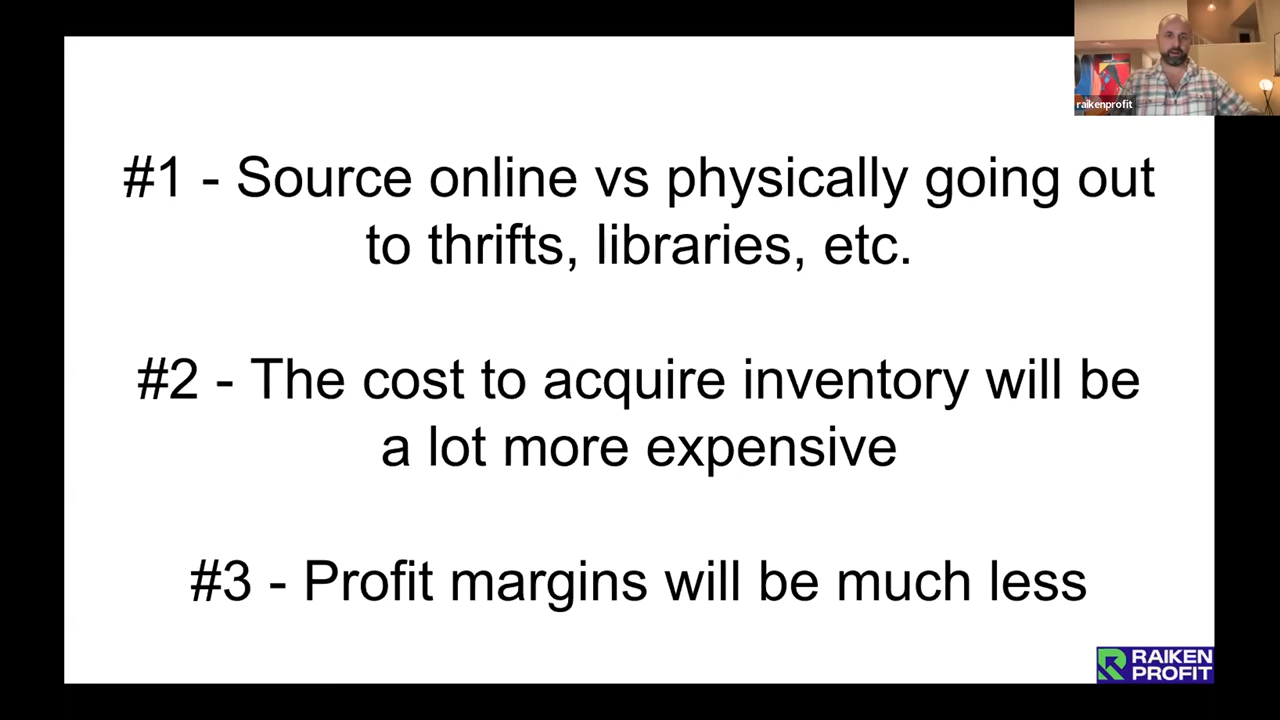 raikenprofit
#1 - Source online vs physically going out
to thrifts, libraries, etc.
#2 - The cost to acquire inventory will be
a lot more expensive
#3 - Profit margins will be much less
RAIKEN
PROFIT